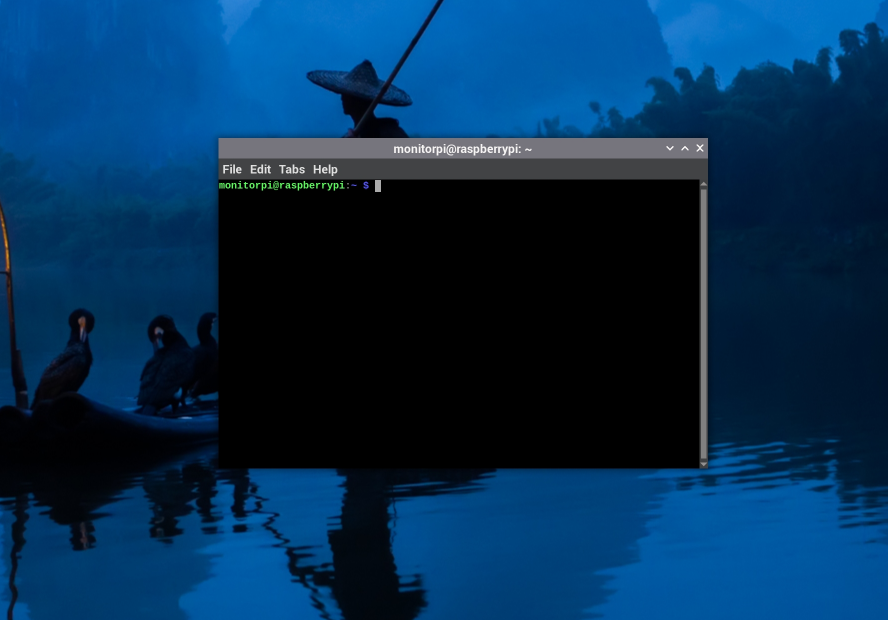 monitorpi@raspberrypi: ~
File Edit Tabs Help
monitorpi@raspberrypi:~ $